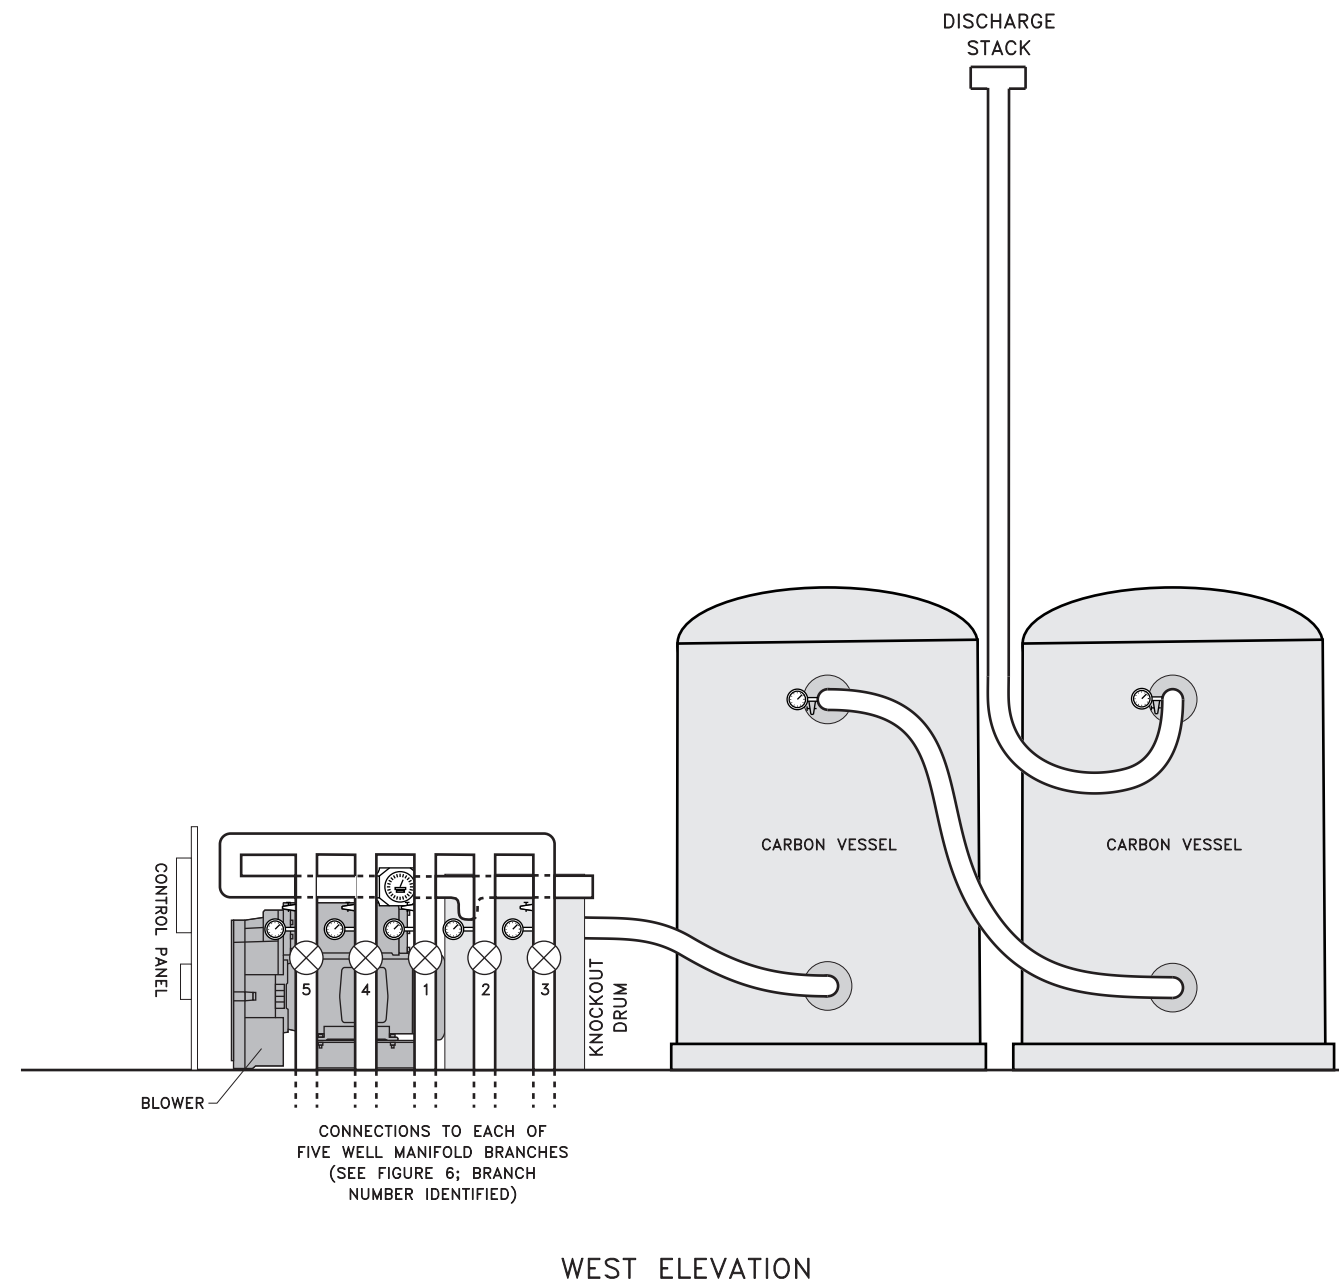 DISCHARGE
STACK
CARBON VESSEL
CARBON VESSEL
CONTROL PANEL
5
4
1
2
3
KNOCKOUT
DRUM
BLOWER
CONNECTIONS TO EACH OF
FIVE WELL MANIFOLD BRANCHES
(SEE FIGURE 6; BRANCH
NUMBER IDENTIFIED)
WEST ELEVATION